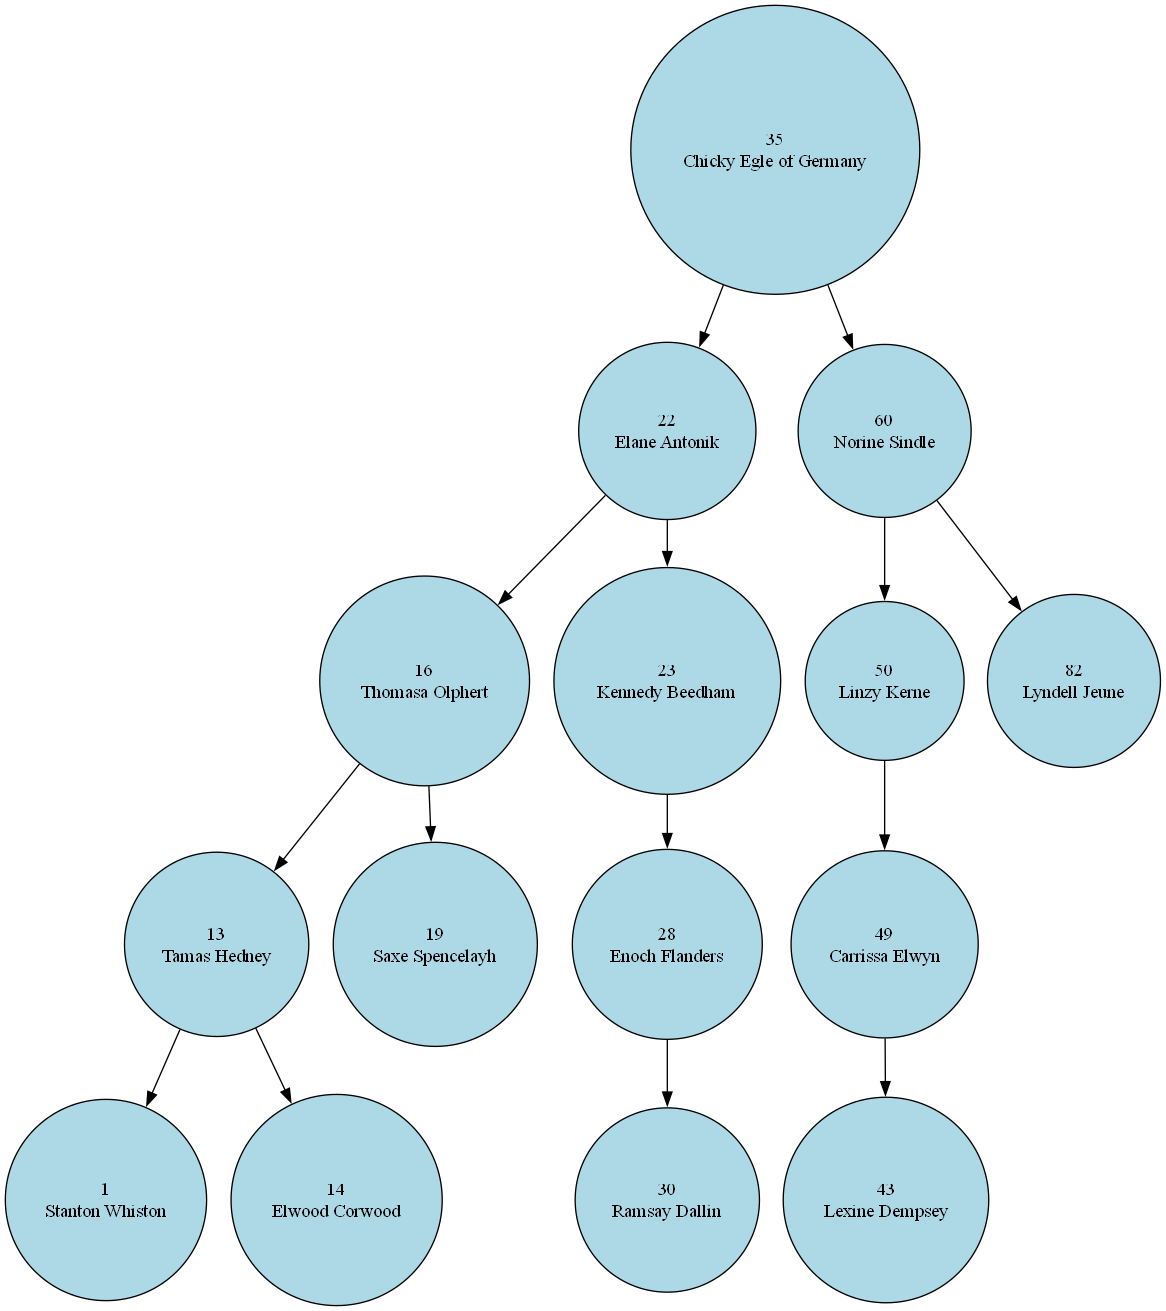 35
Chicky Egle of Germany
22
Elane Antonik
60
Norine Sindle
16
Thomasa Olphert
23
Kennedy Beedham
50
Linzy Kerne
82
Lyndell Jeune
13
Tamas Hedney
19
Saxe Spencelayh
28
Enoch Flanders
49
Carrissa Elwyn
1
Stanton Whiston
14
Elwood Corwood
30
Ramsay Dallin
43
Lexine Dempsey